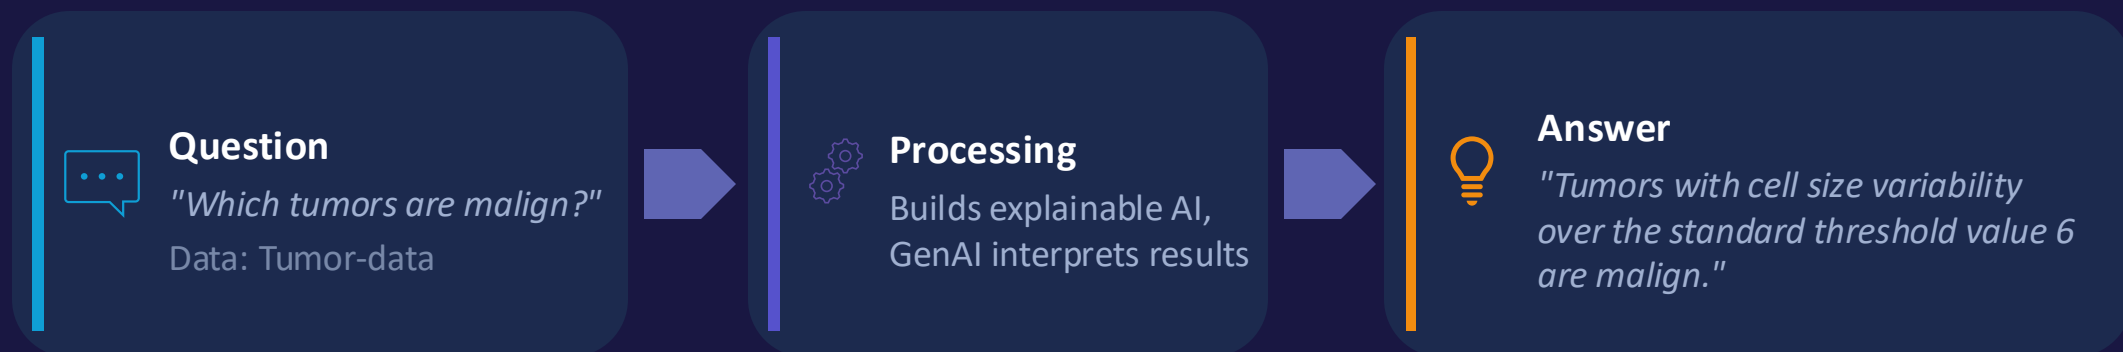 Question
"Which tumors are malign?"
Data: Tumor-data
Processing
Builds explainable AI,
GenAI interprets results
Answer
"Tumors with cell size variability
over the standard threshold value 6
are malign."